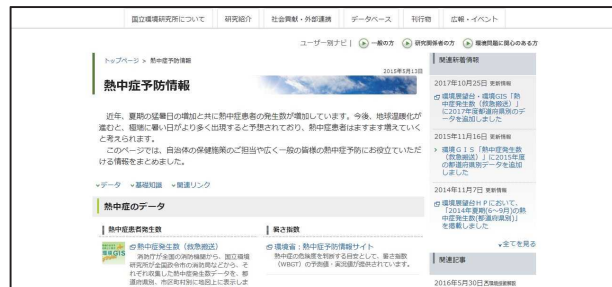 国立環境研究所について 研究紹介 社会貢献・外部連携 データベース 刊行物 広報・イベント
ユーザー別ナビ 一般の方 研究関係者の方 環境問題に関心のある方
トップページ > 熱中症予防情報
2015年5月13日
熱中症予防情報
近年、夏期の猛暑日の増加と共に熱中症患者の発生数が増加しています。今後、地球温暖化が
進むと、極端に暑い日がより多く出現すると予想されており、熱中症患者はますます増えていく
と考えられます。
このページでは、自治体の保健施策のご担当や広く一般の皆様の熱中症予防にお役立ていただ
ける情報をまとめました。
データ 基礎知識 関連リンク
熱中症のデータ
熱中症患者発生数
環境GIS
熱中症発生数(救急搬送)
消防庁が全国の消防機関から、国立環境
研究所が全国政令市の消防局などから、そ
れぞれ収集した熱中症発生数データを、都
道府県別、市区町村別に地図上に表示しま
暑さ指数
環境省:熱中症予防情報サイト
熱中症の危険度を判断する目安として、暑さ指数
(WBGT)の予測値・実況値が提供されています。
関連新着情報
2017年10月25日 更新情報
環境展望台・環境GIS「熱
中症発生数(救急搬送)」
に2017年度都道府県別のデ
ータを追加しました
2015年11月16日 更新情報
環境GIS「熱中症発生数
(救急搬送)」に2015年度
の都道府県別データを追加
しました
2014年11月7日 更新情報
環境展望台HPにおいて、
「2014年夏期(6~9月)の熱
中症発生数(都道府県別)」
を掲載しました
全てを見る
関連記事
2016年5月30日